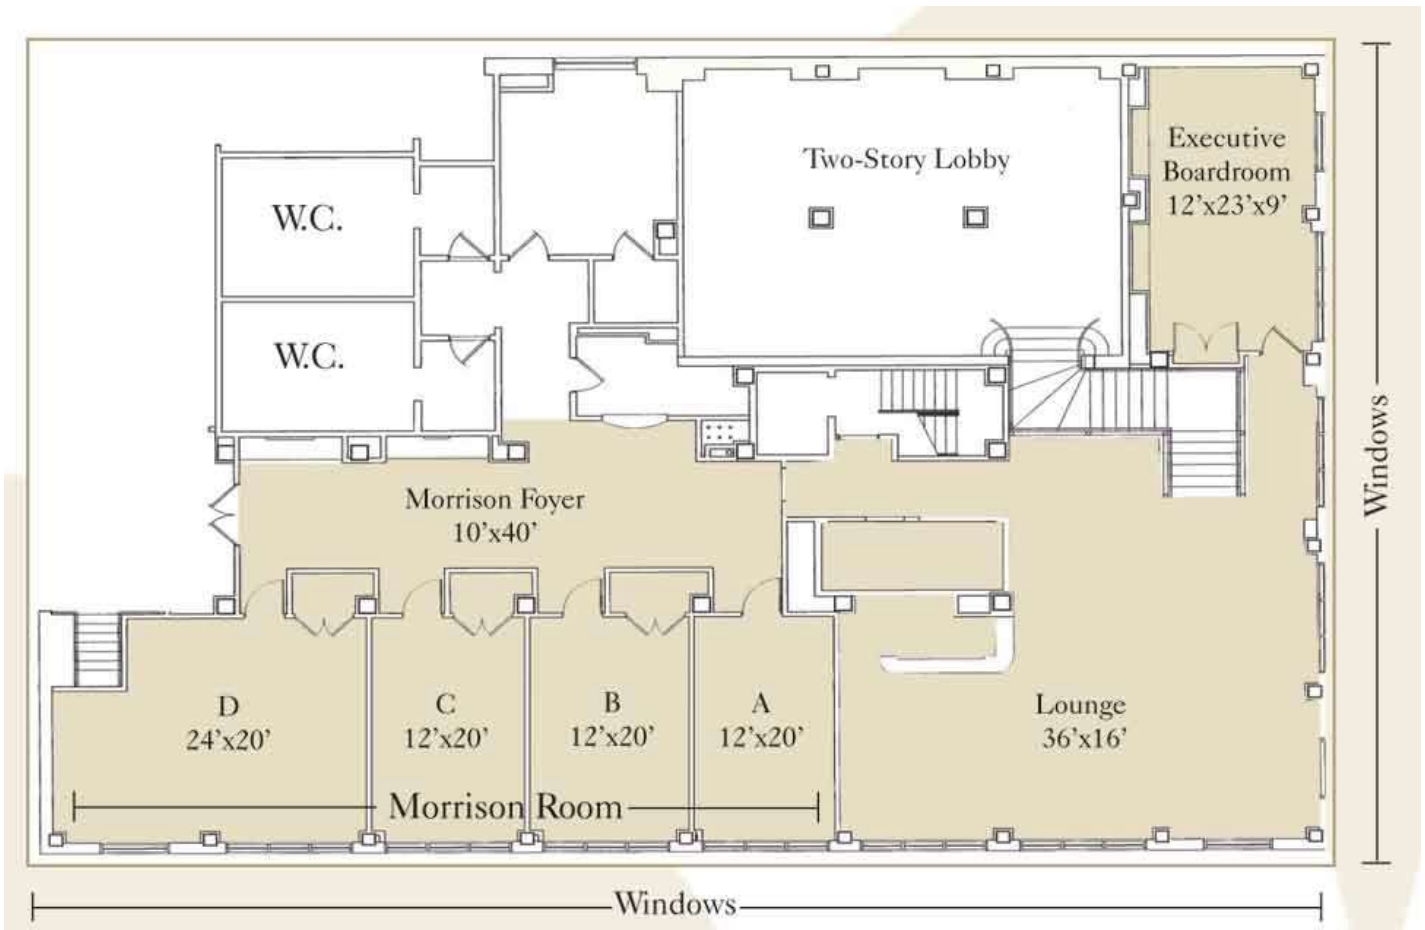 Two-Story Lobby
Executive
Boardroom
12'x23'x9'
W.C.
W.C.
Windows
Morrison Foyer
10'x40'
D
24'x20'
C
12'x20'
B
12'x20'
A
12'x20'
Lounge
36'x16'
Morrison Room
Windows